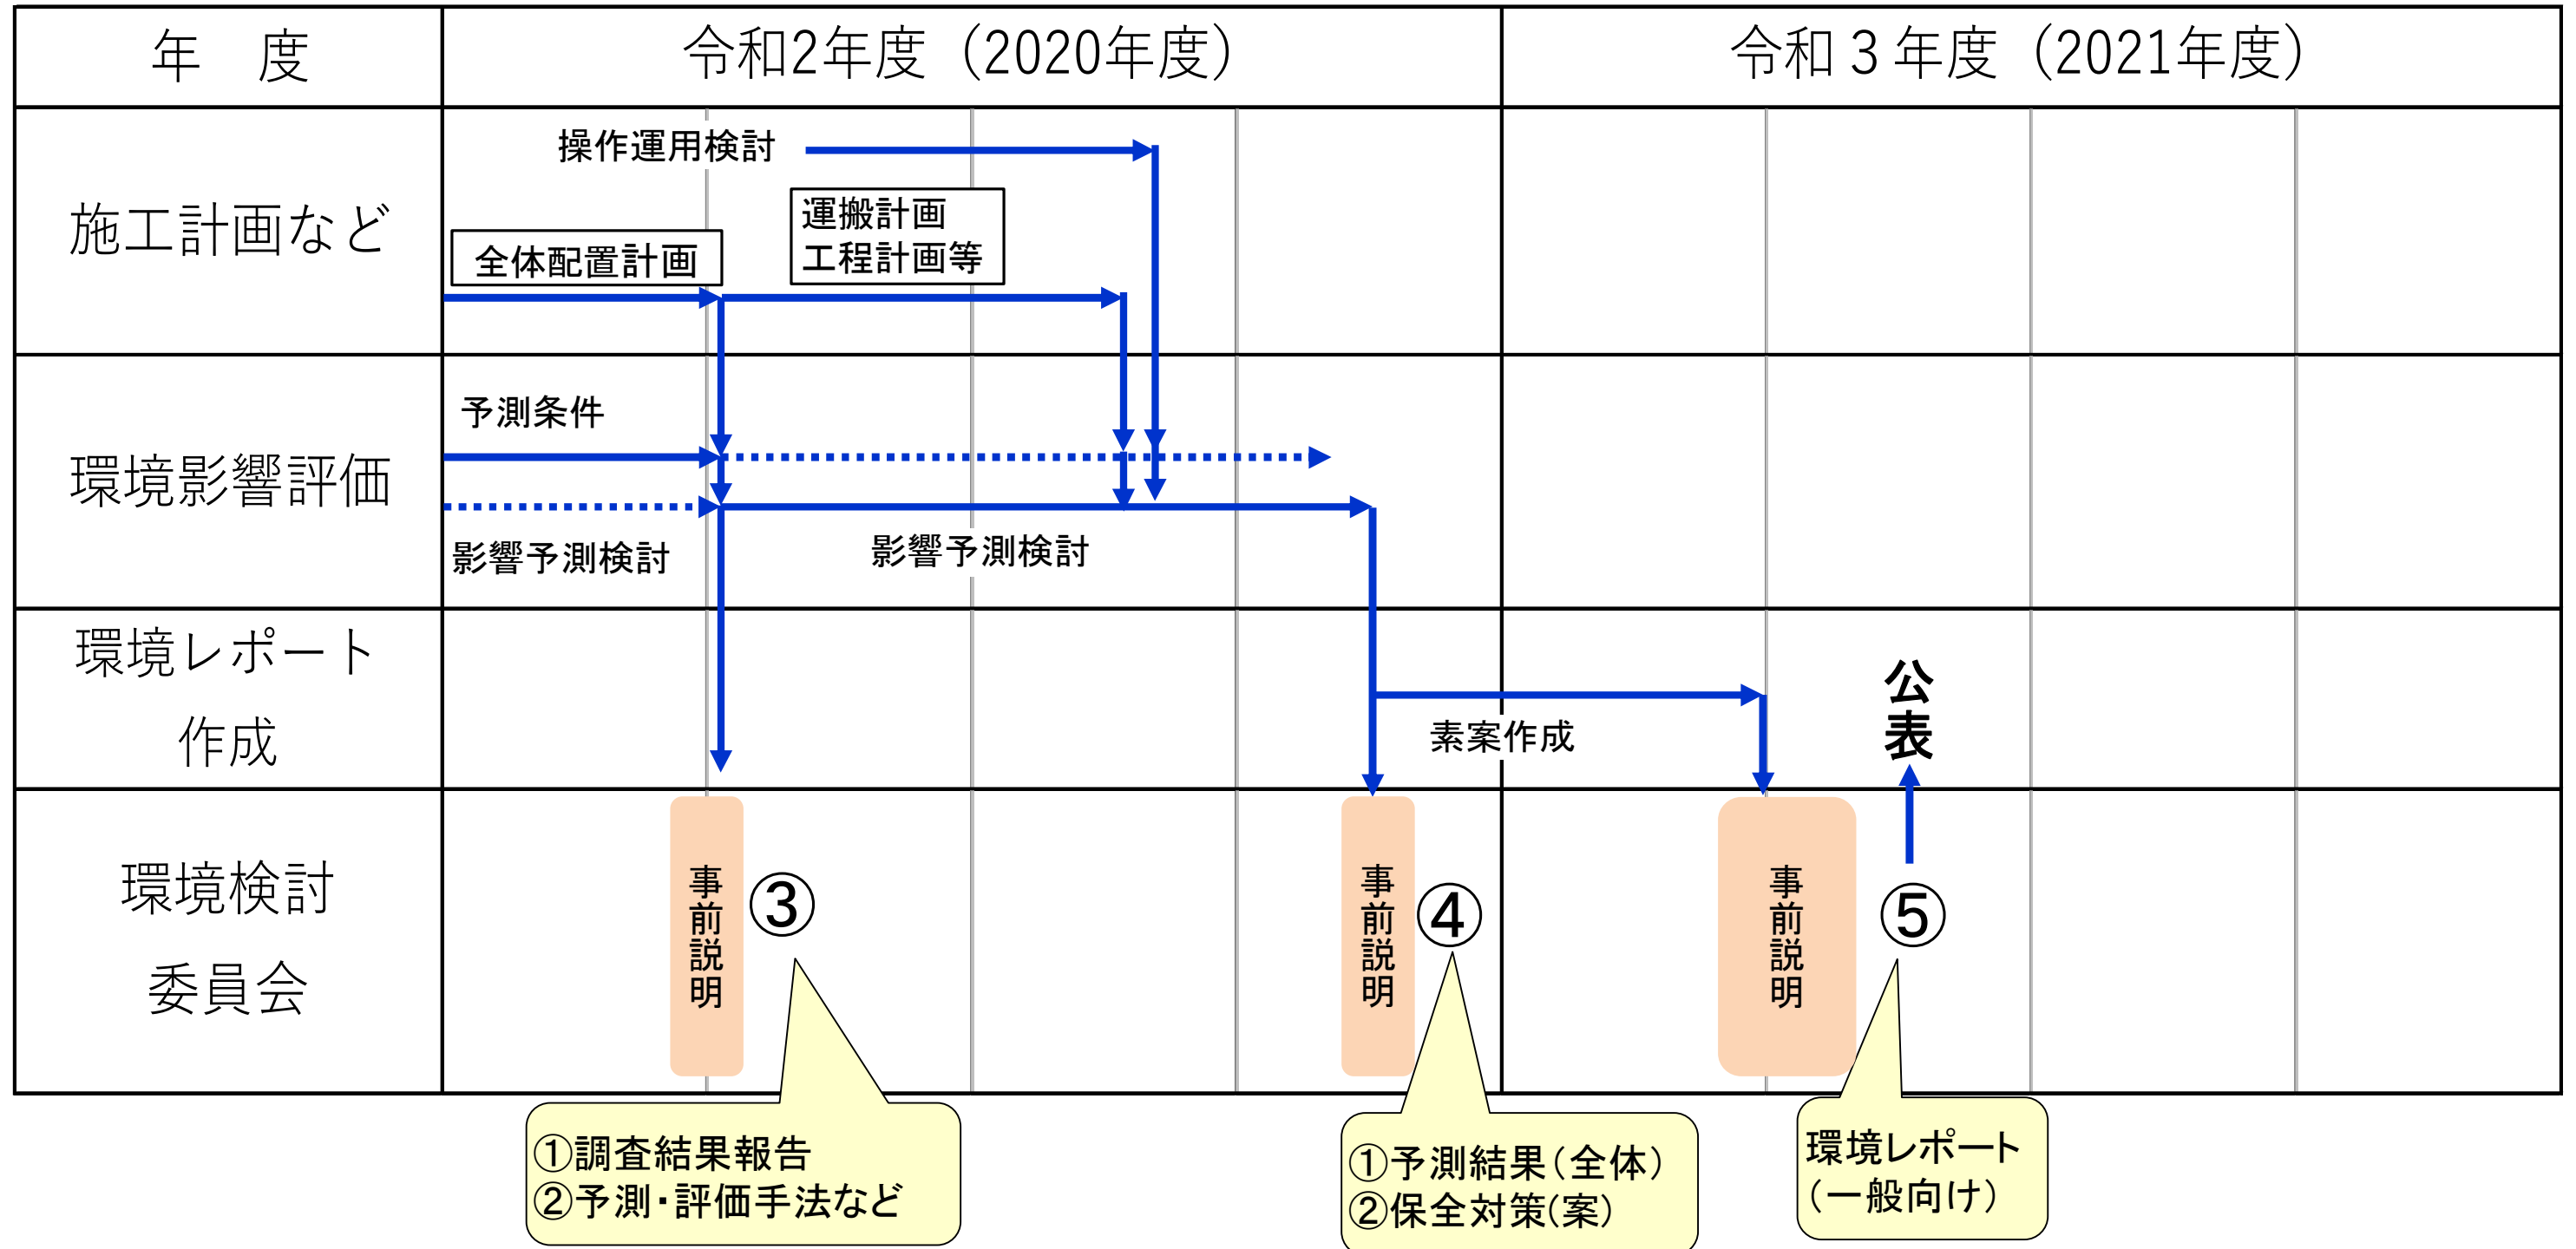 年　度
令和2年度（2020年度）
令和３年度（2021年度）
施工計画など
操作運用検討
全体配置計画
運搬計画
工程計画等
環境影響評価
予測条件
影響予測検討
影響予測検討
環境レポート
作成
素案作成
公表
環境検討
委員会
事前説明
③
事前説明
④
事前説明
⑤
①調査結果報告
②予測・評価手法など
①予測結果（全体）
②保全対策（案）
環境レポート
（一般向け）